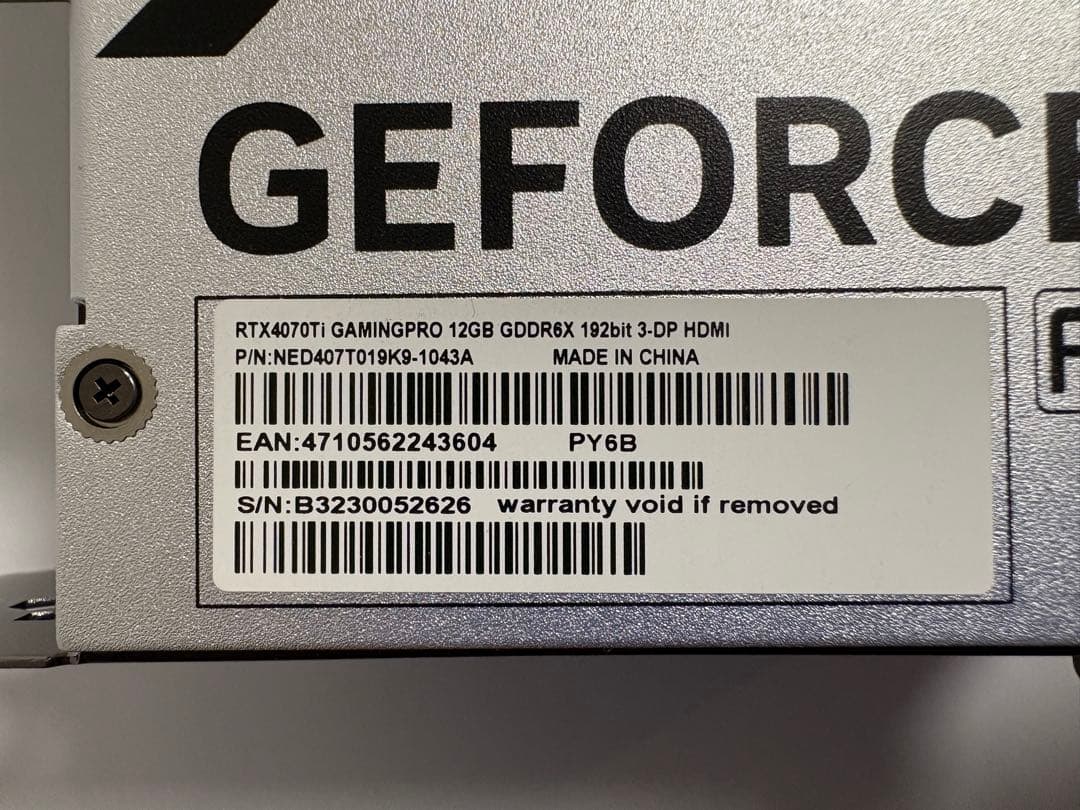 GEFORCE
RTX4070Ti GAMINGPRO 12GB GDDR6X 192bit 3-DP HDMI
P/N:NED407T019K9-1043A MADE IN CHINA
EAN:4710562243604 PY6B
S/N:B3230052626 warranty void if removed